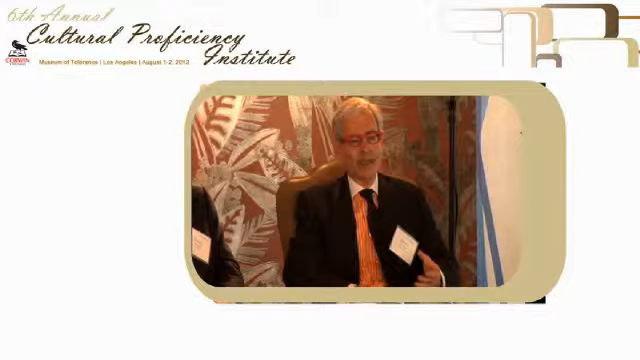 6th Annual
Cultural Proficiency
Institute
CORWIN
Museum of Tolerance | Los Angeles | August 1-2, 2012